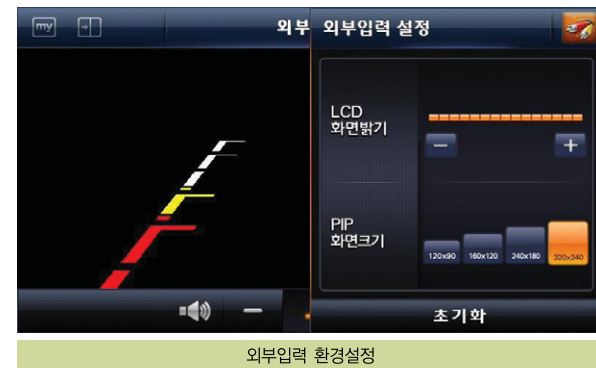 my
외부
외부입력 설정
LCD
화면밝기
PIP
화면크기
120x90 160x120 240x180 320x240
초기화
외부입력 환경설정